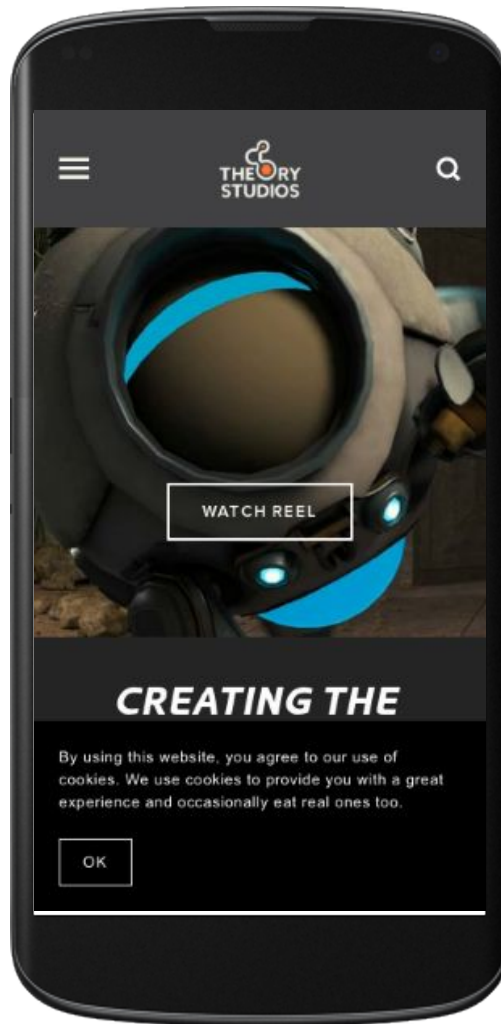 THEORY
STUDIOS
WATCH REEL
CREATING THE
By using this website, you agree to our use of
cookies. We use cookies to provide you with a great
experience and occasionally eat real ones too.
OK